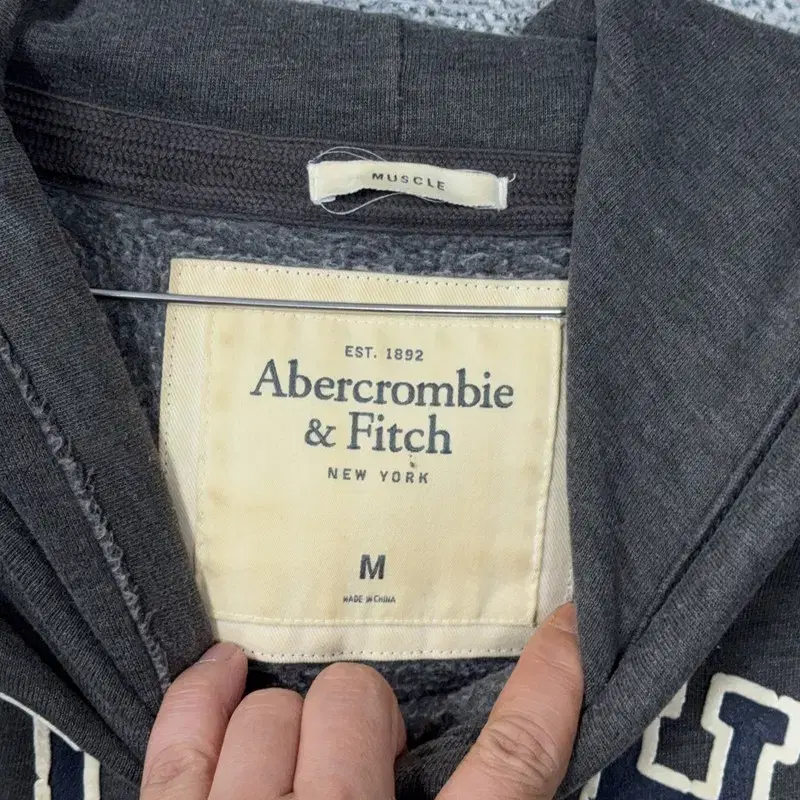 MUSCLE
EST. 1892
Abercrombie
& Fitch
NEW YORK
M
MADE IN CHINA